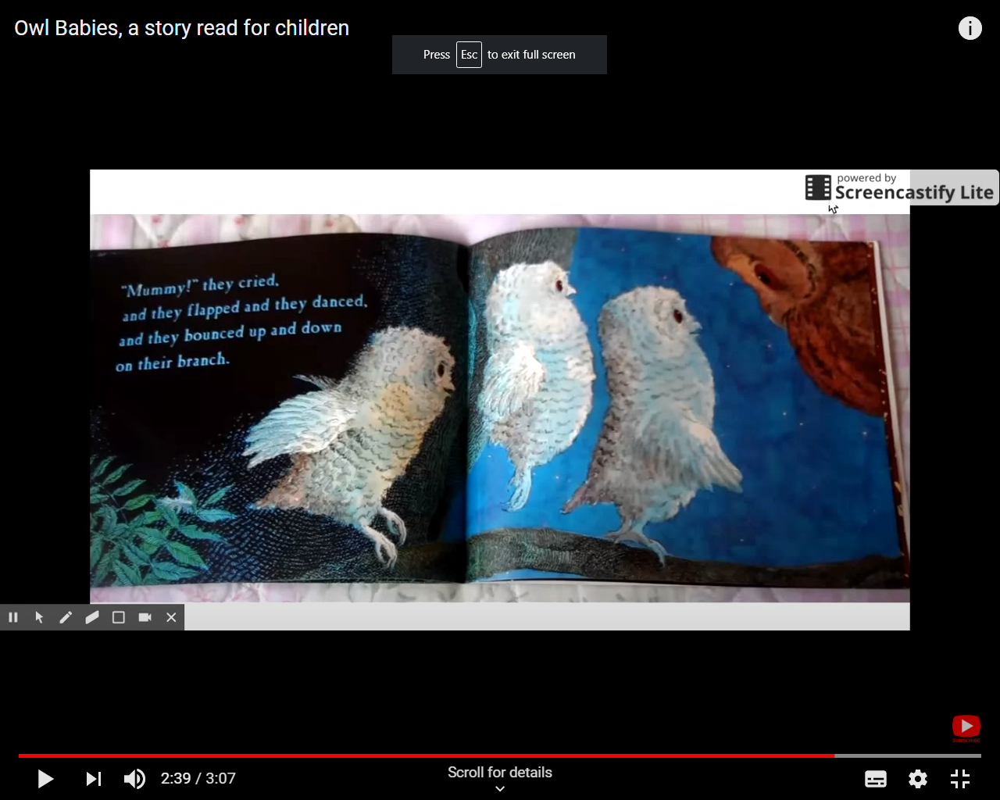 Owl Babies, a story read for children
Press Esc to exit full screen
powered by
Screencastify Lite
"Mummy!" they cried,
and they flapped and they danced,
and they bounced up and down
on their branch.
SUBSCRIBE
2:39 / 3:07
Scroll for details